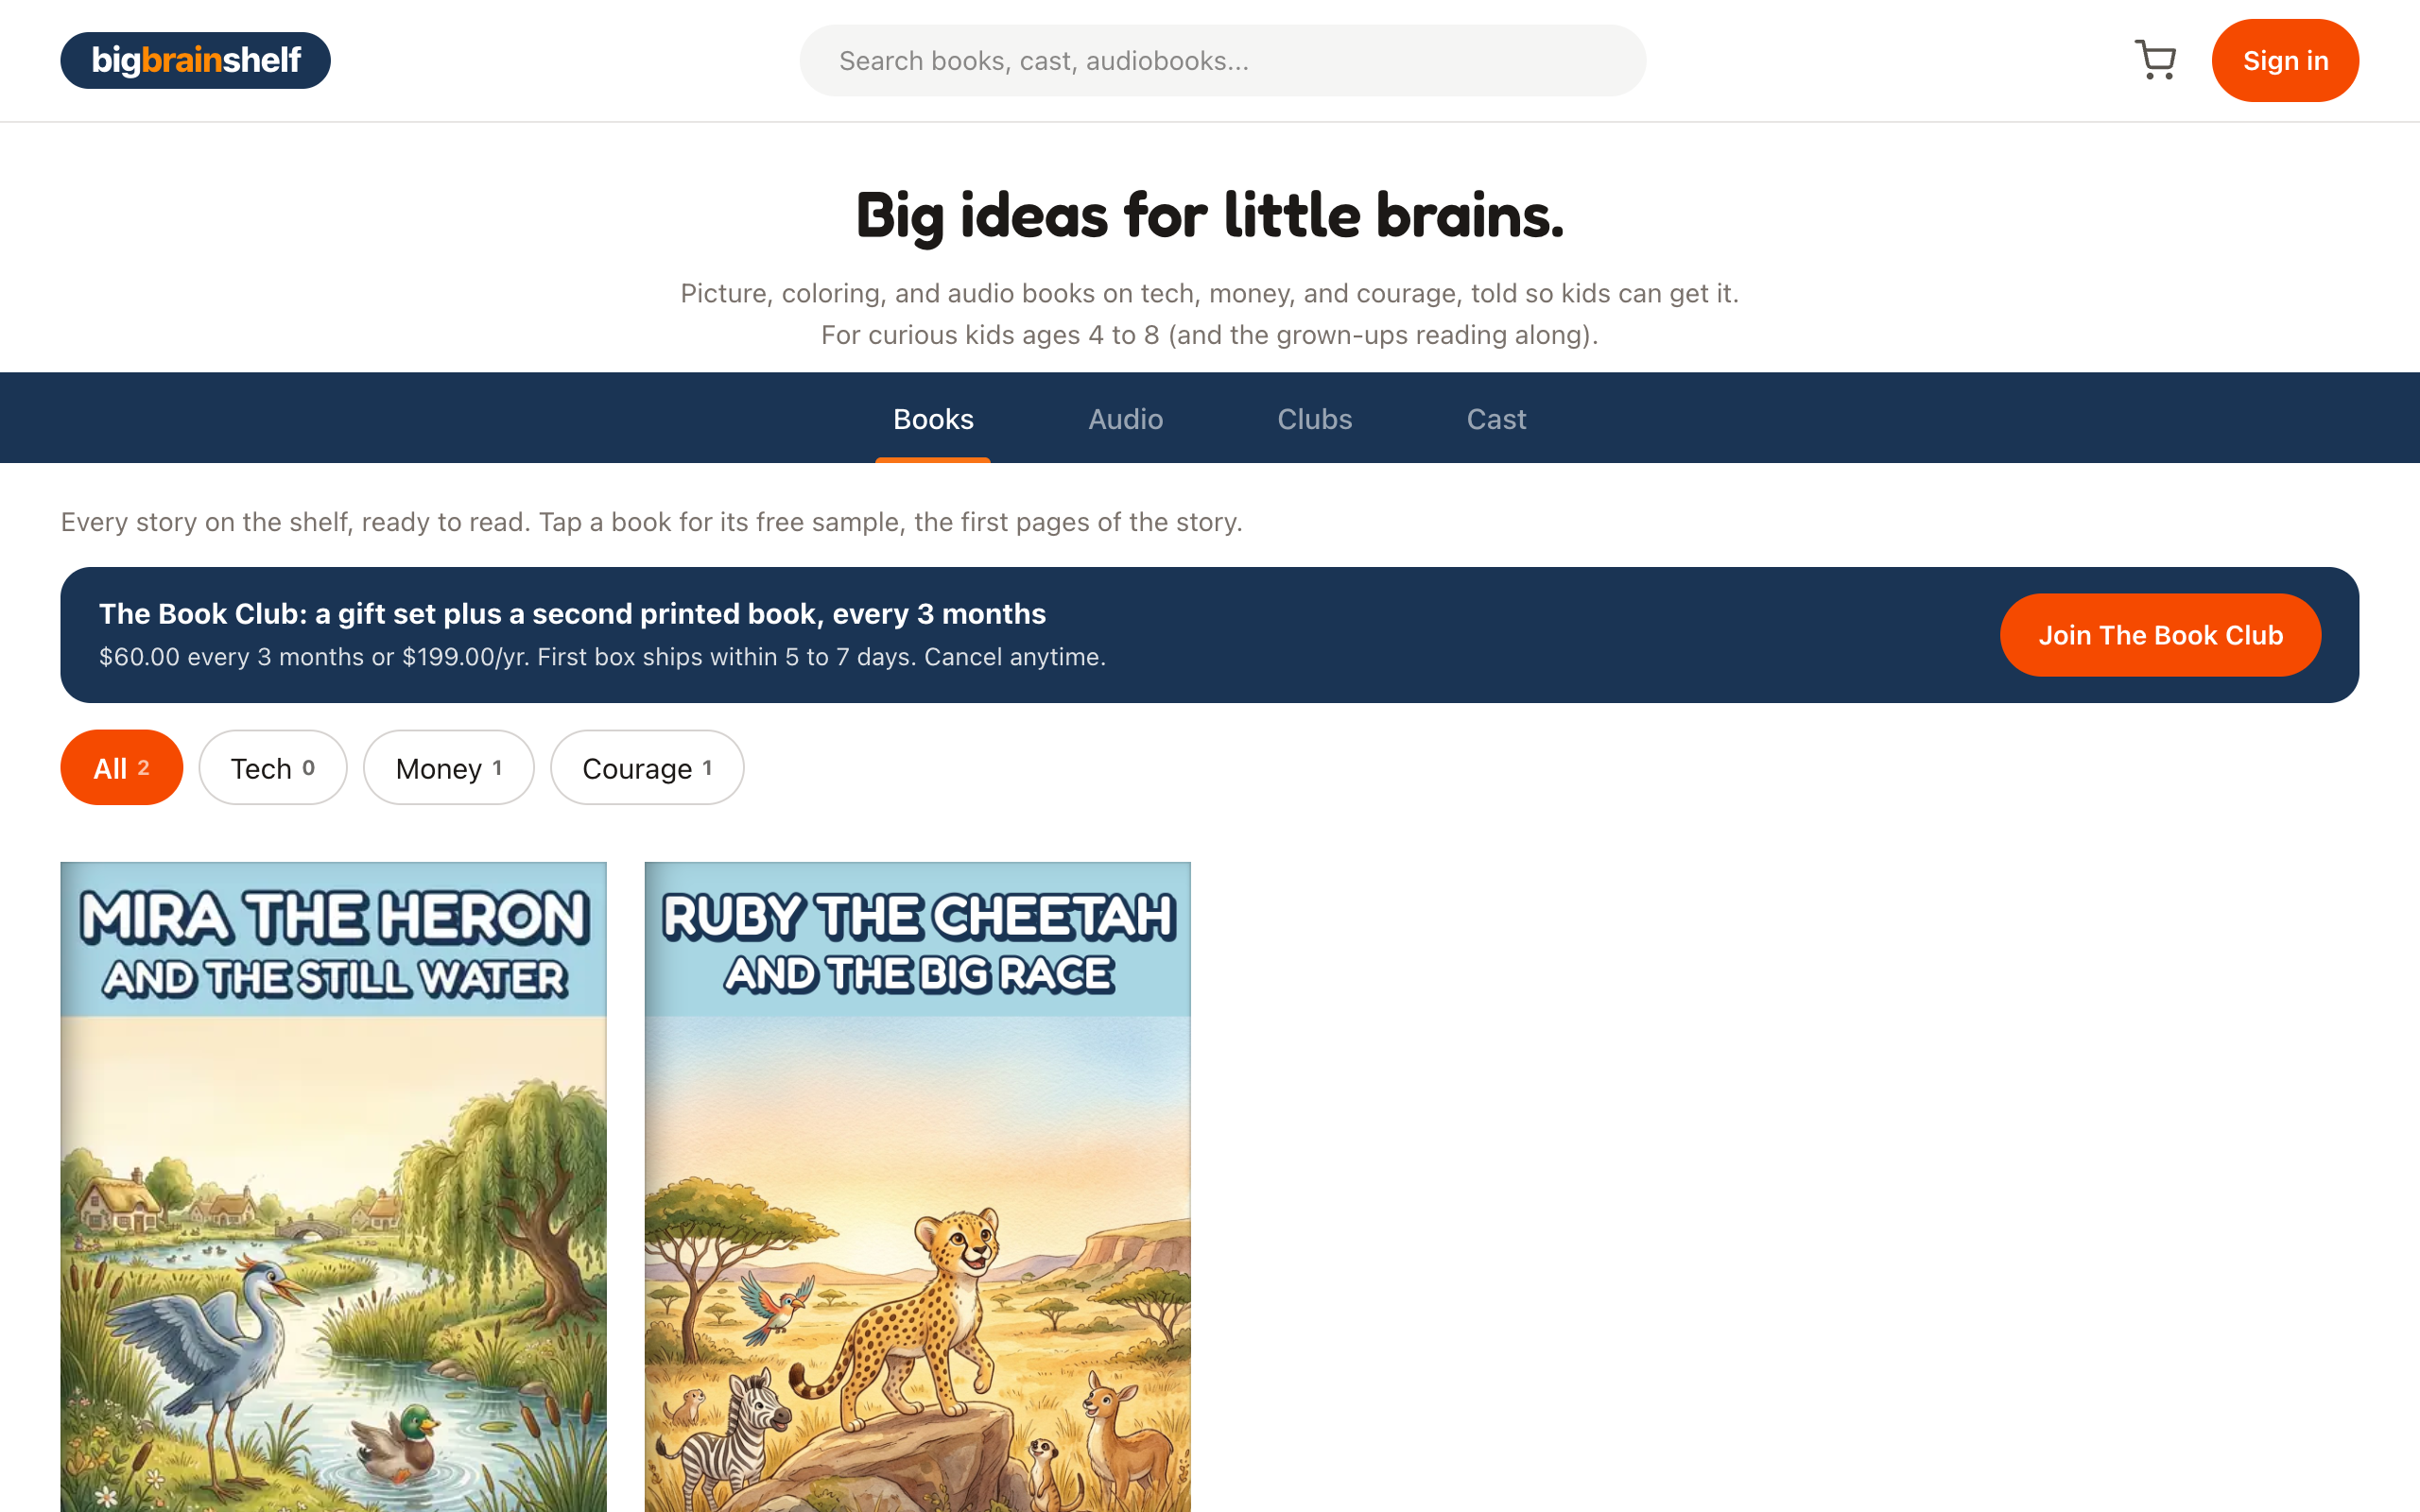 bigbrainshelf
Search books, cast, audiobooks...
Sign in
Big ideas for little brains.
Picture, coloring, and audio books on tech, money, and courage, told so kids can get it.
For curious kids ages 4 to 8 (and the grown-ups reading along).
Books
Audio
Clubs
Cast
Every story on the shelf, ready to read. Tap a book for its free sample, the first pages of the story.
The Book Club: a gift set plus a second printed book, every 3 months
$60.00 every 3 months or $199.00/yr. First box ships within 5 to 7 days. Cancel anytime.
Join The Book Club
All 2
Tech 0
Money 1
Courage 1
MIRA THE HERON
AND THE STILL WATER
RUBY THE CHEETAH
AND THE BIG RACE